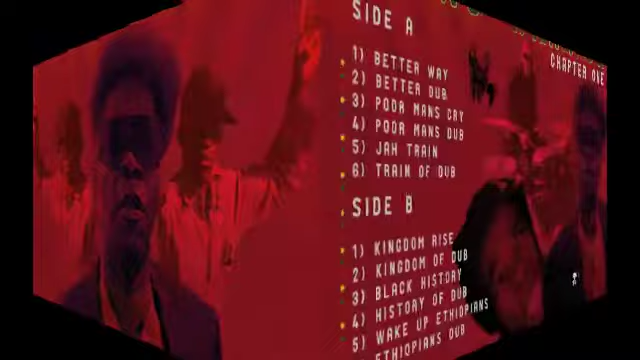 SIDE A
CHAPTER ONE
1) BETTER WAY
2) BETTER DUB
3) POOR MANS CRY
4) POOR MANS DUB
5) JAH TRAIN
6) TRAIN OF DUB
SIDE B
1) KINGDOM RISE
2) KINGDOM OF DUB
3) BLACK HISTORY
4) HISTORY OF DUB
5) WAKE UP ETHIOPIANS
ETHIOPIANS DUB